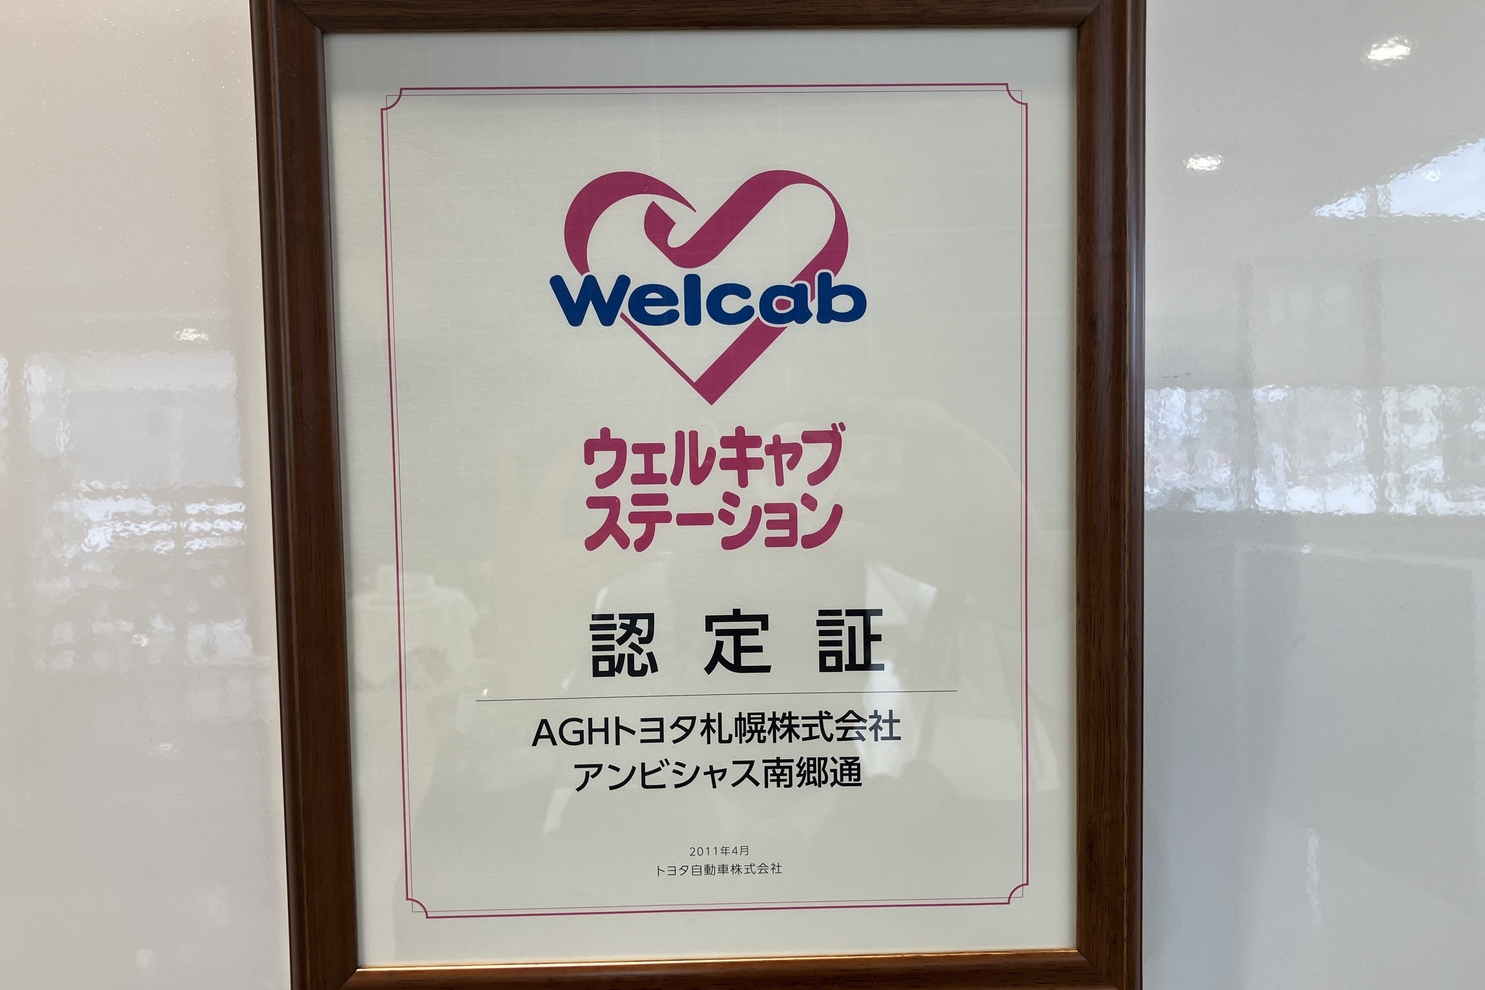 Welcab
ウェルキャブ
ステーション
認定証
AGHトヨタ札幌株式会社
アンビシャス南郷通
2011年4月
トヨタ自動車株式会社